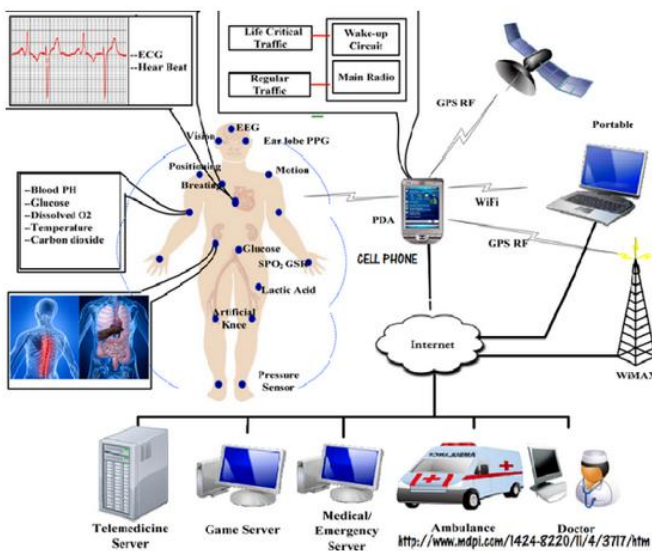 --ECG
--Hear Beat
Life Critical
Traffic
Wake-up
Circuit
Regular
Traffic
Main Radio
GPS RF
Portable
EEG
Vision
Ear lobe PPG
Positioning
Breating
Motion
--Blood PH
--Glucose
--Dissolved O2
--Temperature
--Carbon dioxide
PDA
WiFi
GPS RF
CELL PHONE
Glucose
SPO2 GSR
Lactic Acid
Artificial
Knee
Internet
WiMAX
Pressure
Sensor
AMBULANCE
Telemedicine
Server
Game Server
Medical/
Emergency
Server
Ambulance
Doctor
http://www.mdpi.com/1424-8220/11/4/3717/htm